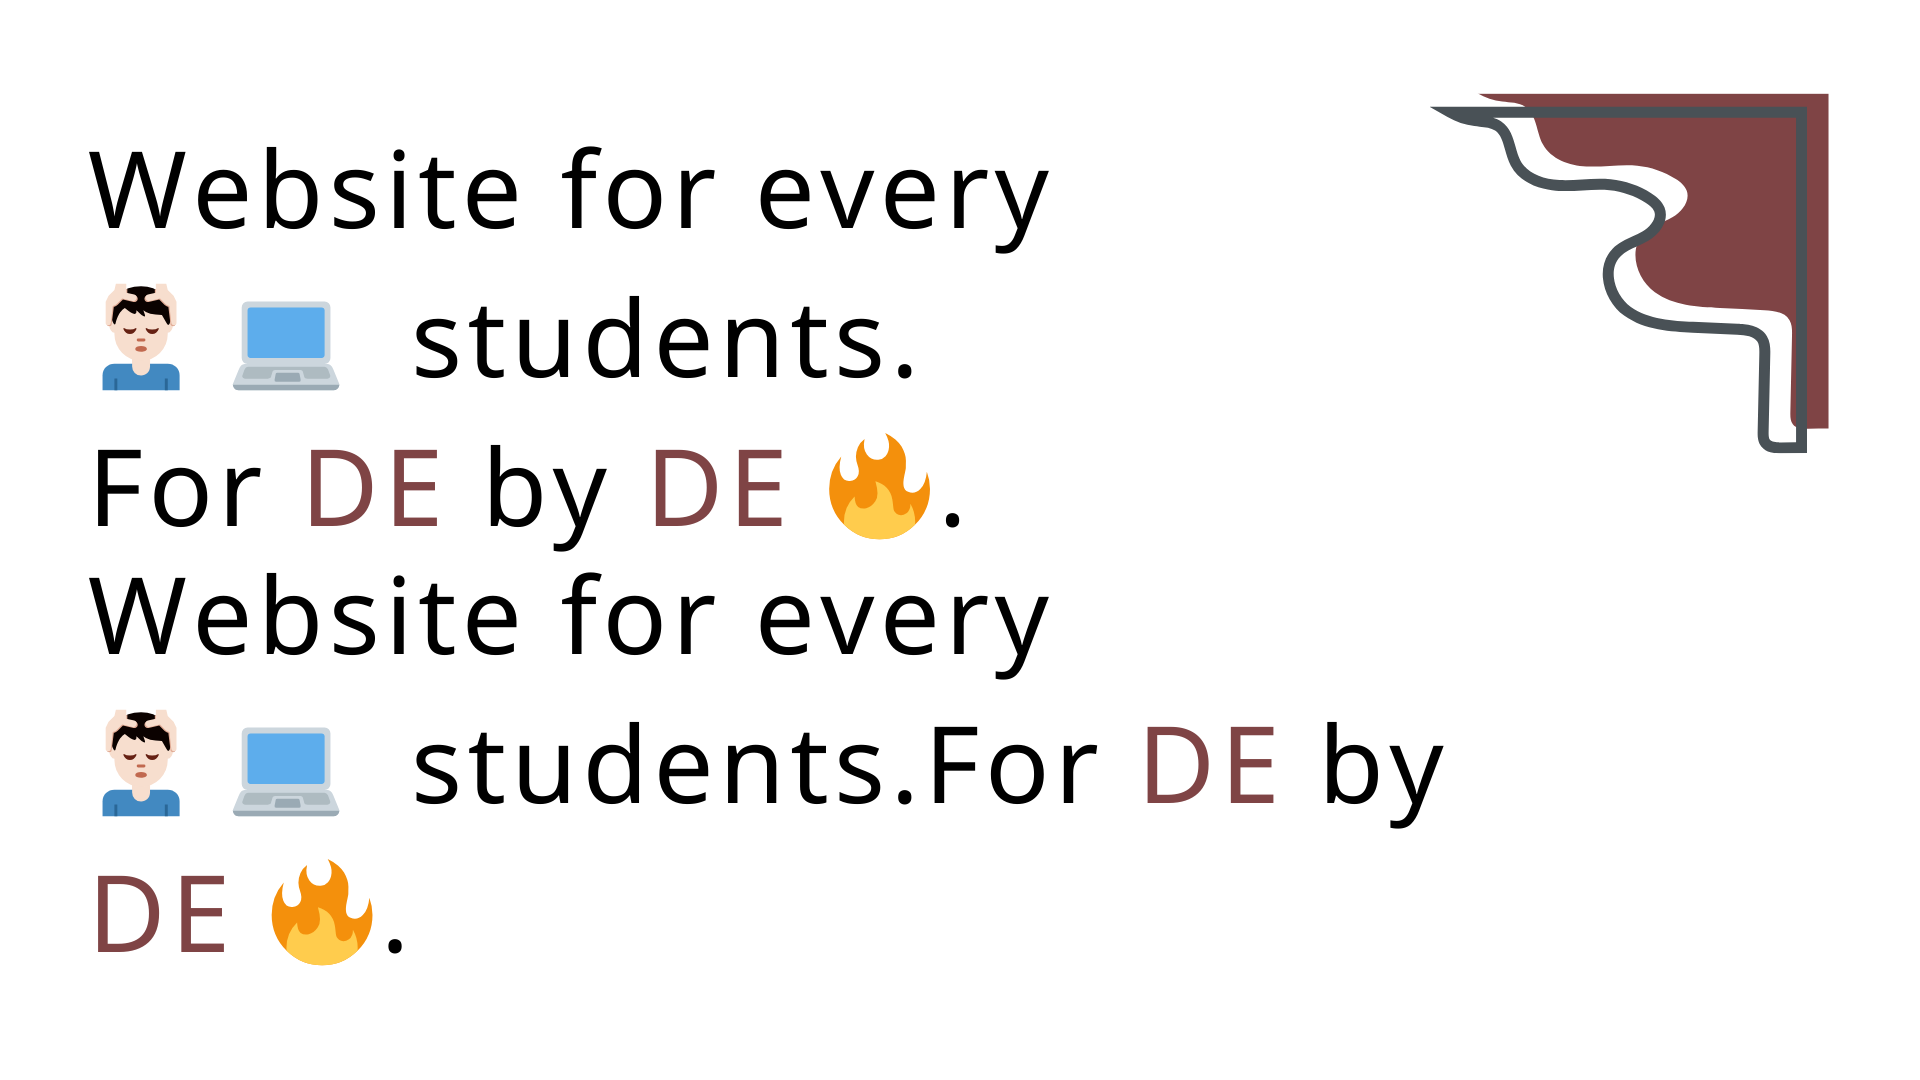 Website for every
💆🏻‍♂️ 💻 students.
For DE by DE 🔥.
Website for every
💆🏻‍♂️ 💻 students.For DE by
DE 🔥.